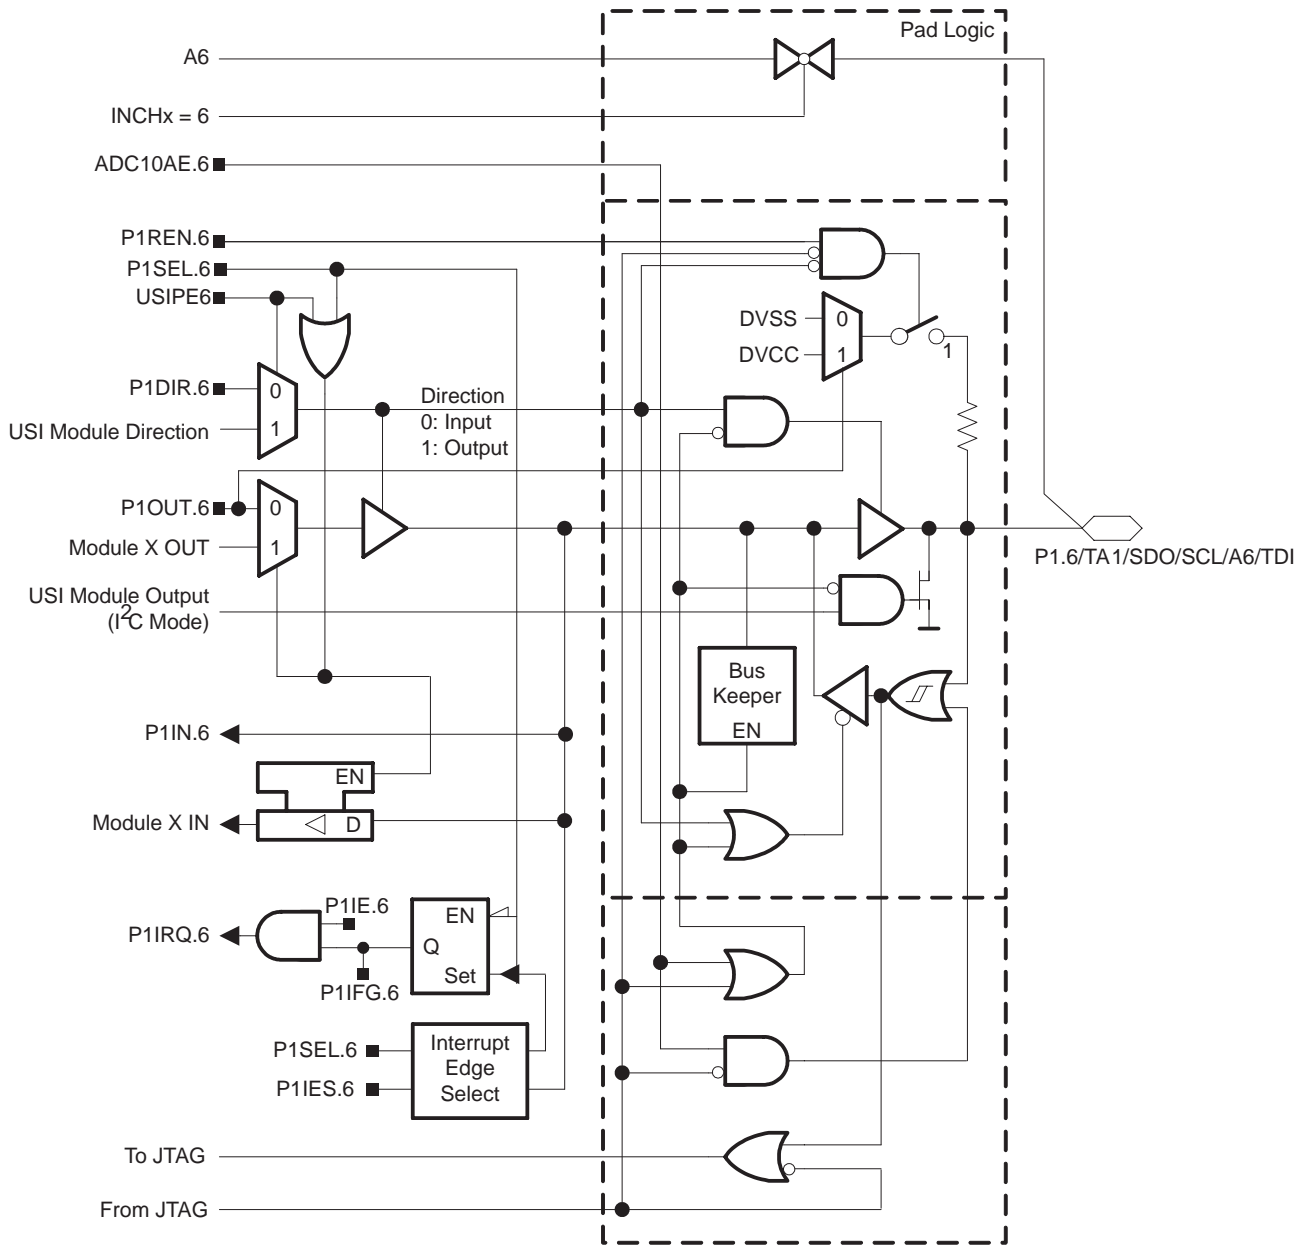 Pad Logic
A6
INCHx = 6
ADC10AE.6
P1REN.6
P1SEL.6
USIPE6
DVSS
0
DVCC
1
1
P1DIR.6
0
USI Module Direction
1
Direction
0: Input
1: Output
P1OUT.6
0
Module X OUT
1
P1.6/TA1/SDO/SCL/A6/TDI
USI Module Output
(I2C Mode)
Bus
Keeper
EN
P1IN.6
EN
Module X IN
D
P1IE.6
EN
P1IRQ.6
Q
Set
P1IFG.6
P1SEL.6
Interrupt
Edge
Select
P1IES.6
To JTAG
From JTAG